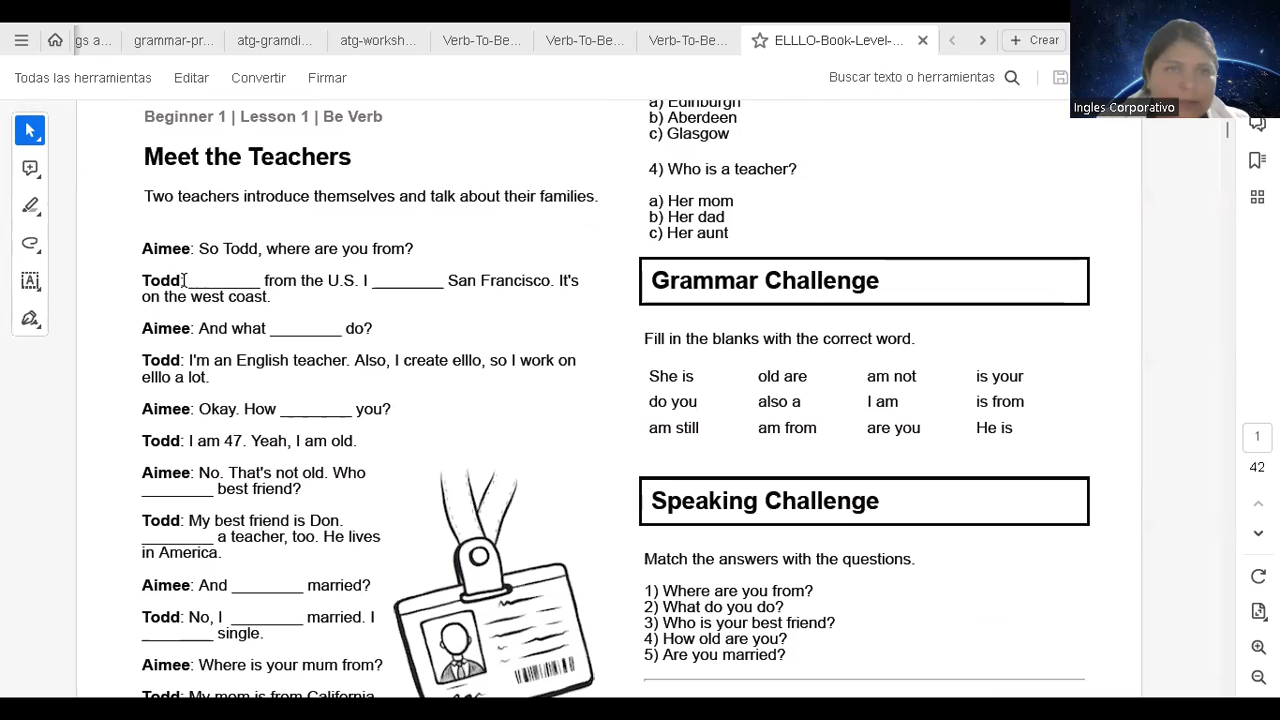 gs a...
grammar-pr...
atg-gramdi...
atg-worksh...
Verb-To-Be...
Verb-To-Be...
Verb-To-Be...
ELLLO-Book-Level-...
Crear
Todas las herramientas
Editar
Convertir
Firmar
Buscar texto o herramientas
Ingles Corporativo
Beginner 1 | Lesson 1 | Be Verb
Meet the Teachers
Two teachers introduce themselves and talk about their families.
Aimee: So Todd, where are you from?
Todd: ________ from the U.S. I ________ San Francisco. It's
on the west coast.
Aimee: And what ________ do?
Todd: I'm an English teacher. Also, I create elllo, so I work on
elllo a lot.
Aimee: Okay. How ________ you?
Todd: I am 47. Yeah, I am old.
Aimee: No. That's not old. Who
________ best friend?
Todd: My best friend is Don.
________ a teacher, too. He lives
in America.
Aimee: And ________ married?
Todd: No, I ________ married. I
________ single.
Aimee: Where is your mum from?
Todd: My mom is from California.
a) Edinburgh
b) Aberdeen
c) Glasgow
4) Who is a teacher?
a) Her mom
b) Her dad
c) Her aunt
Grammar Challenge
Fill in the blanks with the correct word.
She is old are am not is your
do you also a I am is from
am still am from are you He is
Speaking Challenge
Match the answers with the questions.
1) Where are you from?
2) What do you do?
3) Who is your best friend?
4) How old are you?
5) Are you married?
1
42